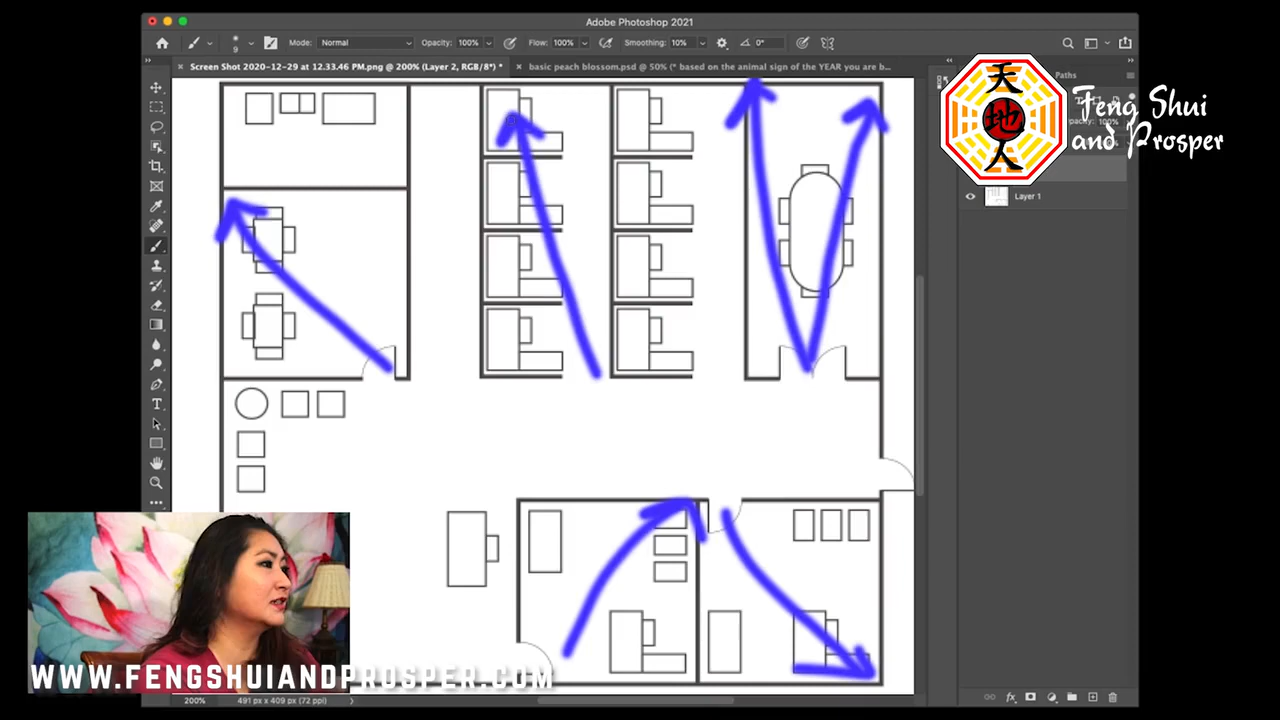 Adobe Photoshop 2021
9
Mode: Normal Opacity: 100% Flow: 100% Smoothing: 10% 0°
× Screen Shot 2020-12-29 at 12.33.46 PM.png @ 200% (Layer 2, RGB/8*) * × basic peach blossom.psd @ 50% (* based on the animal sign of the YEAR you are b...
Paths
天
地
人
Feng Shui
and Prosper
Opacity: 100%
Layer 1
WWW.FENGSHUIANDPROSPER.COM
200% 491 px x 409 px (72 ppi)